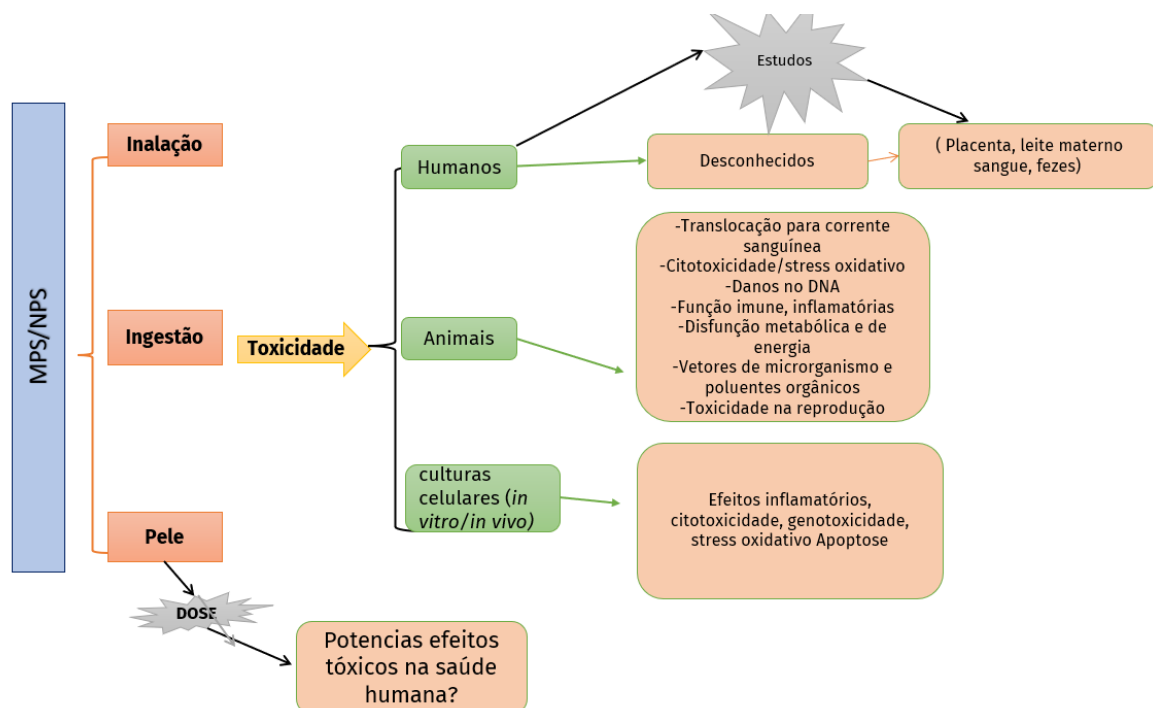 MPS/NPS
Inalação
Ingestão
Pele
DOSE
Potencias efeitos
tóxicos na saúde
humana?
Toxicidade
Humanos
Estudos
Desconhecidos
( Placenta, leite materno
sangue, fezes)
Animais
-Translocação para corrente
sanguínea
-Citotoxicidade/stress oxidativo
-Danos no DNA
-Função imune, inflamatórias
-Disfunção metabólica e de
energia
-Vetores de microrganismo e
poluentes orgânicos
-Toxicidade na reprodução
culturas
celulares (in
vitro/in vivo)
Efeitos inflamatórios,
citotoxicidade, genotoxicidade,
stress oxidativo Apoptose